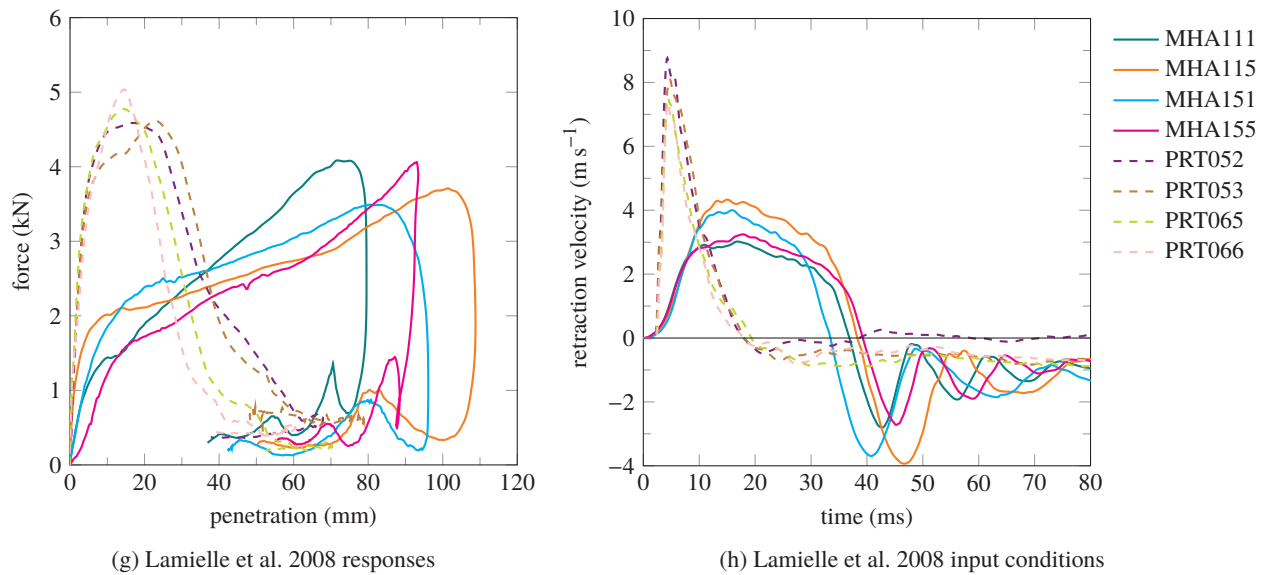 6
5
4
3
2
1
0
0 20 40 60 80 100 120
force (kN)
penetration (mm)
(g) Lamielle et al. 2008 responses
10
8
6
4
2
0
−2
−4
0 10 20 30 40 50 60 70 80
retraction velocity (m s⁻¹)
time (ms)
(h) Lamielle et al. 2008 input conditions
MHA111
MHA115
MHA151
MHA155
PRT052
PRT053
PRT065
PRT066